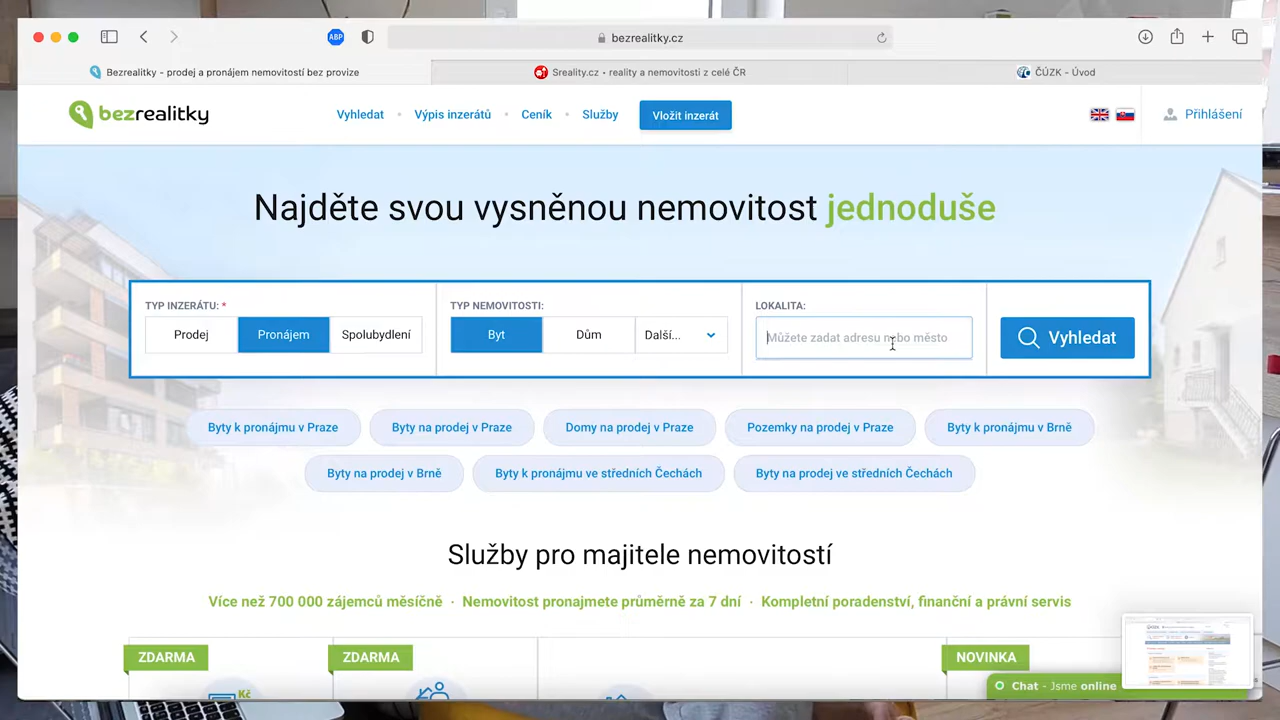 ABP
bezrealitky.cz
Bezrealitky - prodej a pronájem nemovitostí bez provize
Sreality.cz • reality a nemovitosti z celé ČR
ČÚZK - Úvod
bezrealitky
Vyhledat • Výpis inzerátů • Ceník • Služby
Vložit inzerát
Přihlášení
Najděte svou vysněnou nemovitost jednoduše
TYP INZERÁTU: *
Prodej
Pronájem
Spolubydlení
TYP NEMOVITOSTI:
Byt
Dům
Další...
LOKALITA:
Můžete zadat adresu nebo město
Vyhledat
Byty k pronájmu v Praze
Byty na prodej v Praze
Domy na prodej v Praze
Pozemky na prodej v Praze
Byty k pronájmu v Brně
Byty na prodej v Brně
Byty k pronájmu ve středních Čechách
Byty na prodej ve středních Čechách
Služby pro majitele nemovitostí
Více než 700 000 zájemců měsíčně · Nemovitost pronajmete průměrně za 7 dní · Kompletní poradenství, finanční a právní servis
ZDARMA
ZDARMA
NOVINKA
Kč
Chat - Jsme online